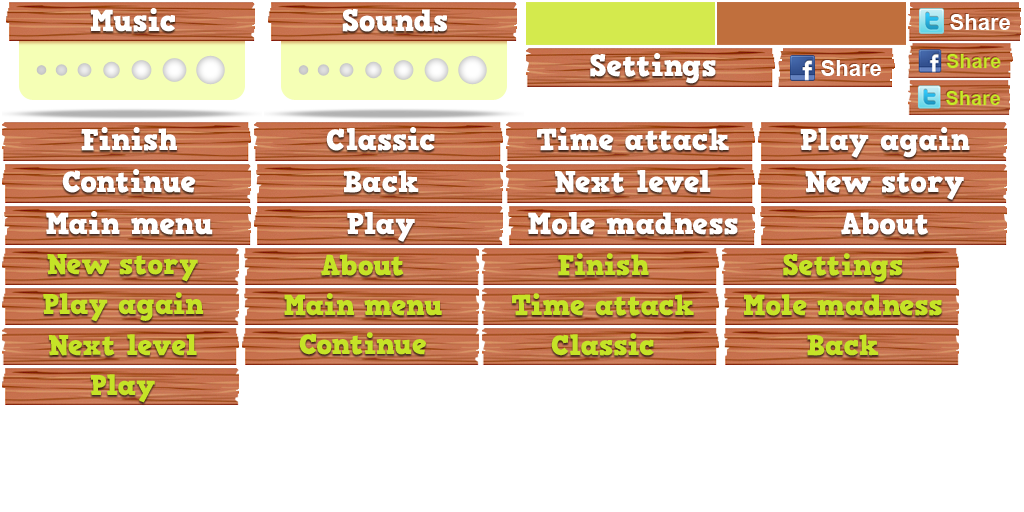 Music
Sounds
Share
Settings
Share
Share
Share
Finish
Classic
Time attack
Play again
Continue
Back
Next level
New story
Main menu
Play
Mole madness
About
New story
About
Finish
Settings
Play again
Main menu
Time attack
Mole madness
Next level
Continue
Classic
Back
Play